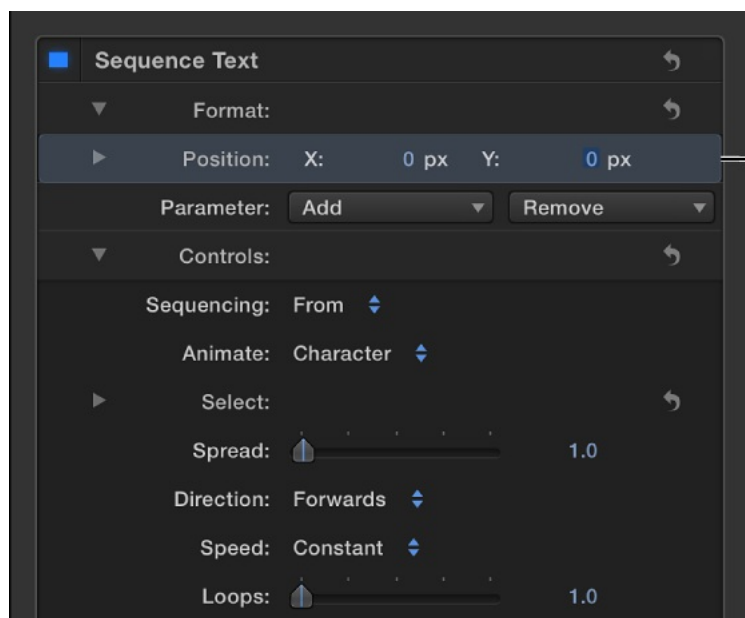 Sequence Text
Format:
Position: X: 0 px Y: 0 px
Parameter: Add Remove
Controls:
Sequencing: From
Animate: Character
Select:
Spread: 1.0
Direction: Forwards
Speed: Constant
Loops: 1.0